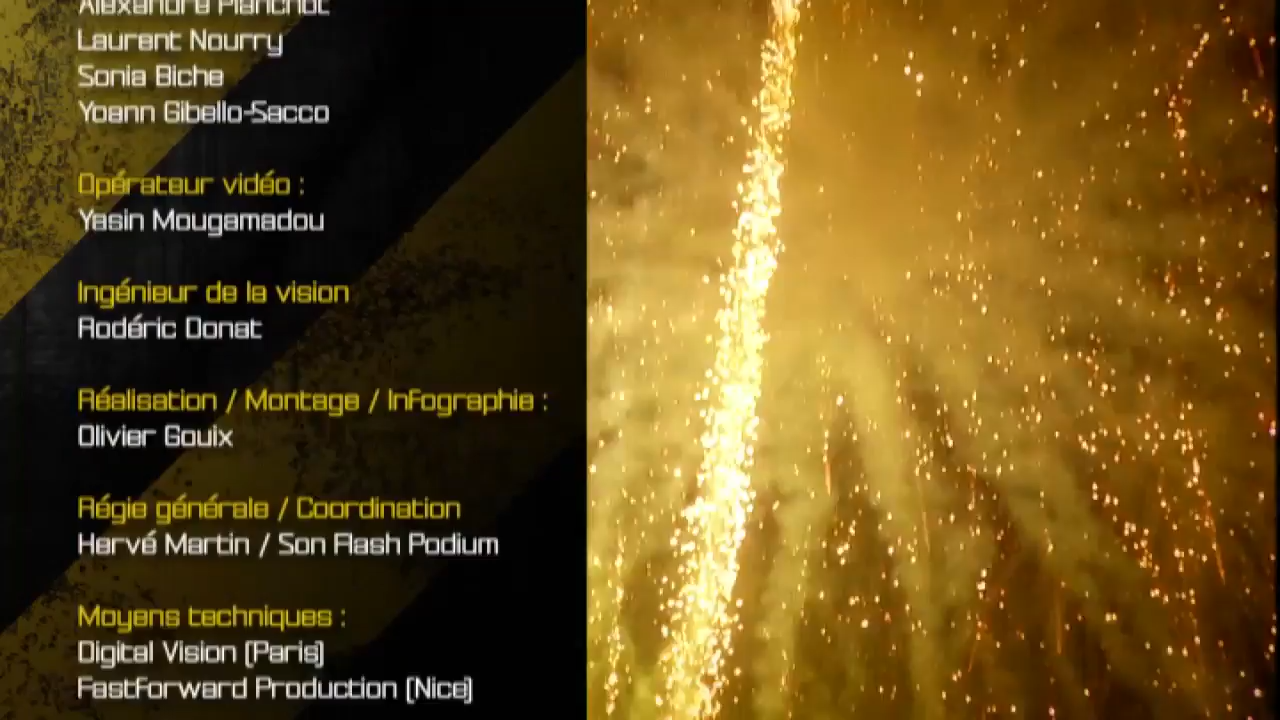 Alexandre Planchot
Laurent Nourry
Sonia Biche
Yoann Gibello-Sacco
Opérateur vidéo :
Yasin Mougamadou
Ingénieur de la vision
Rodéric Donat
Réalisation / Montage / Infographie :
Olivier Gouix
Régie générale / Coordination
Hervé Martin / Son Flash Podium
Moyens techniques :
Digital Vision (Paris)
FastForward Production (Nice)